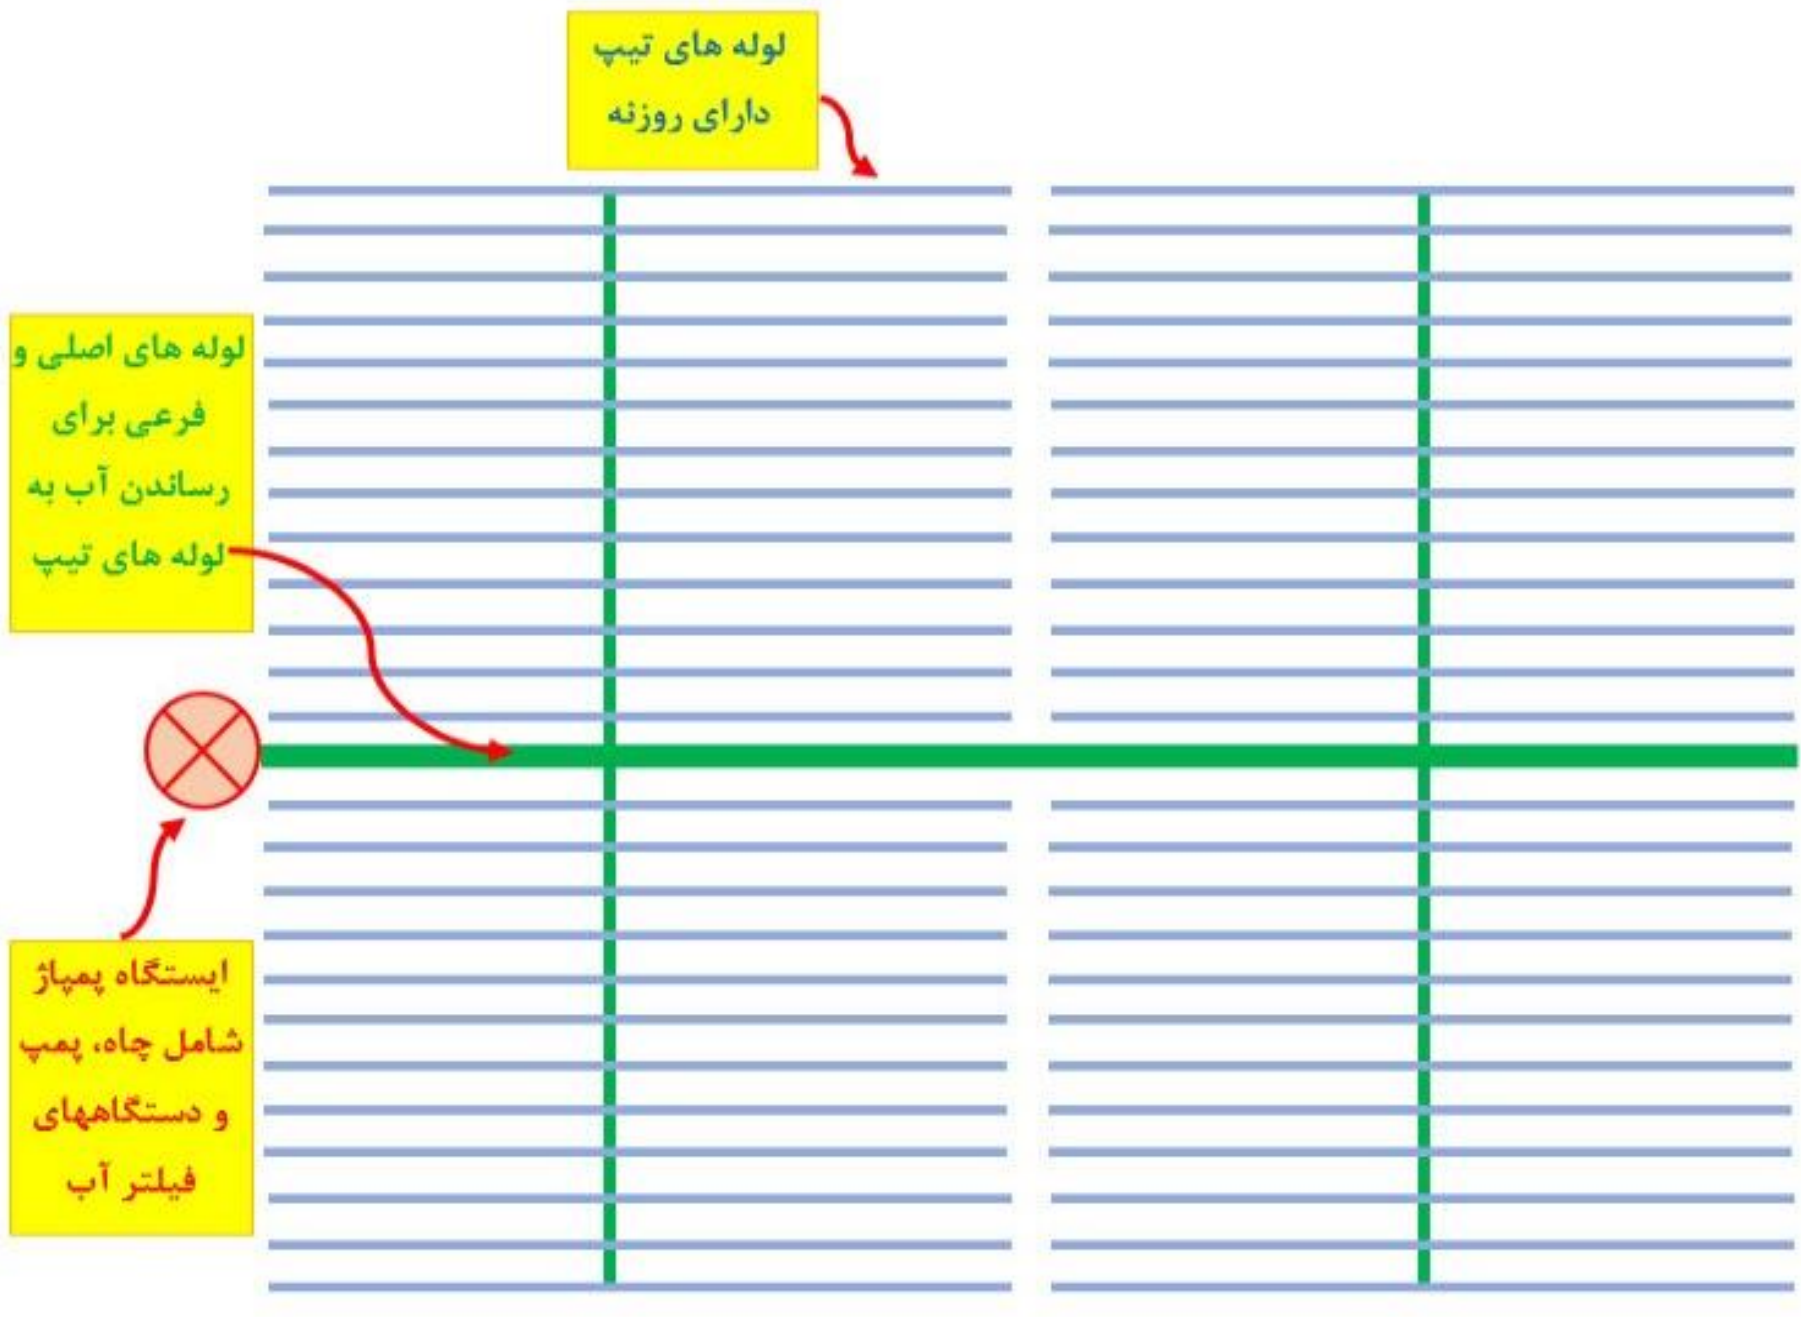 لوله های تیپ
دارای روزنه
لوله های اصلی و
فرعی برای
رساندن آب به
لوله های تیپ
ایستگاه پمپاژ
شامل چاه، پمپ
و دستگاههای
فیلتر آب